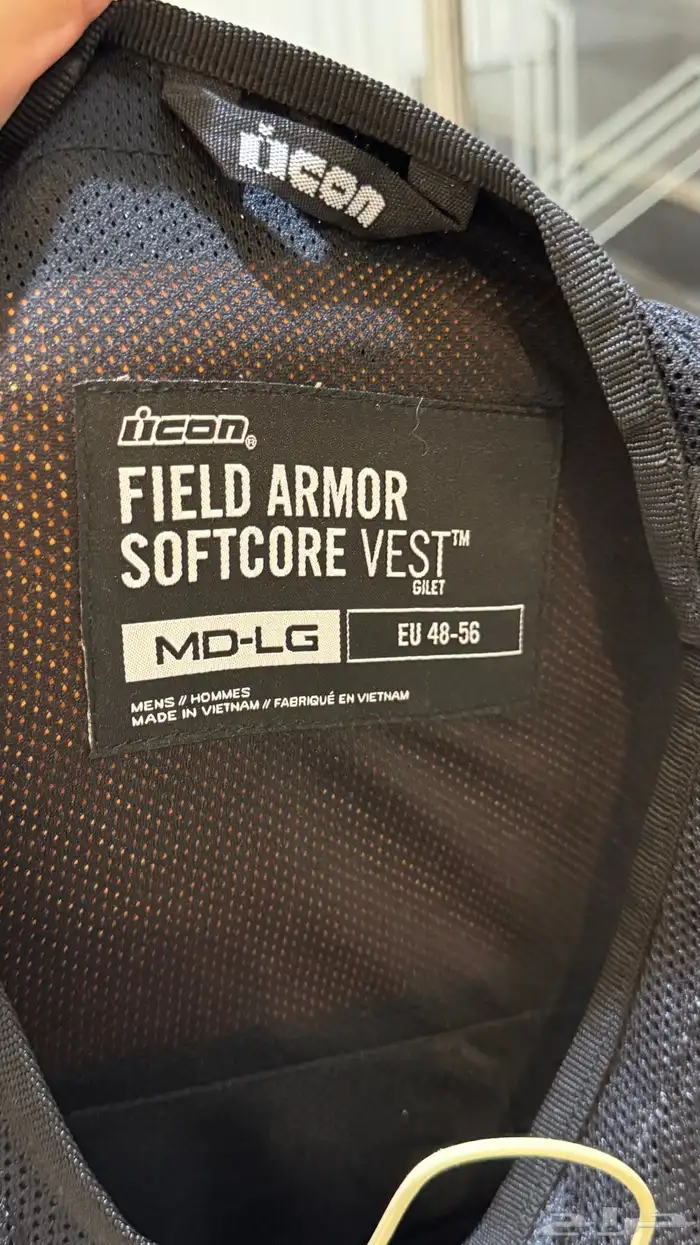 icon
icon®
FIELD ARMOR
SOFTCORE VEST™
GILET
MD-LG
EU 48-56
MENS // HOMMES
MADE IN VIETNAM // FABRIQUÉ EN VIETNAM
حراج